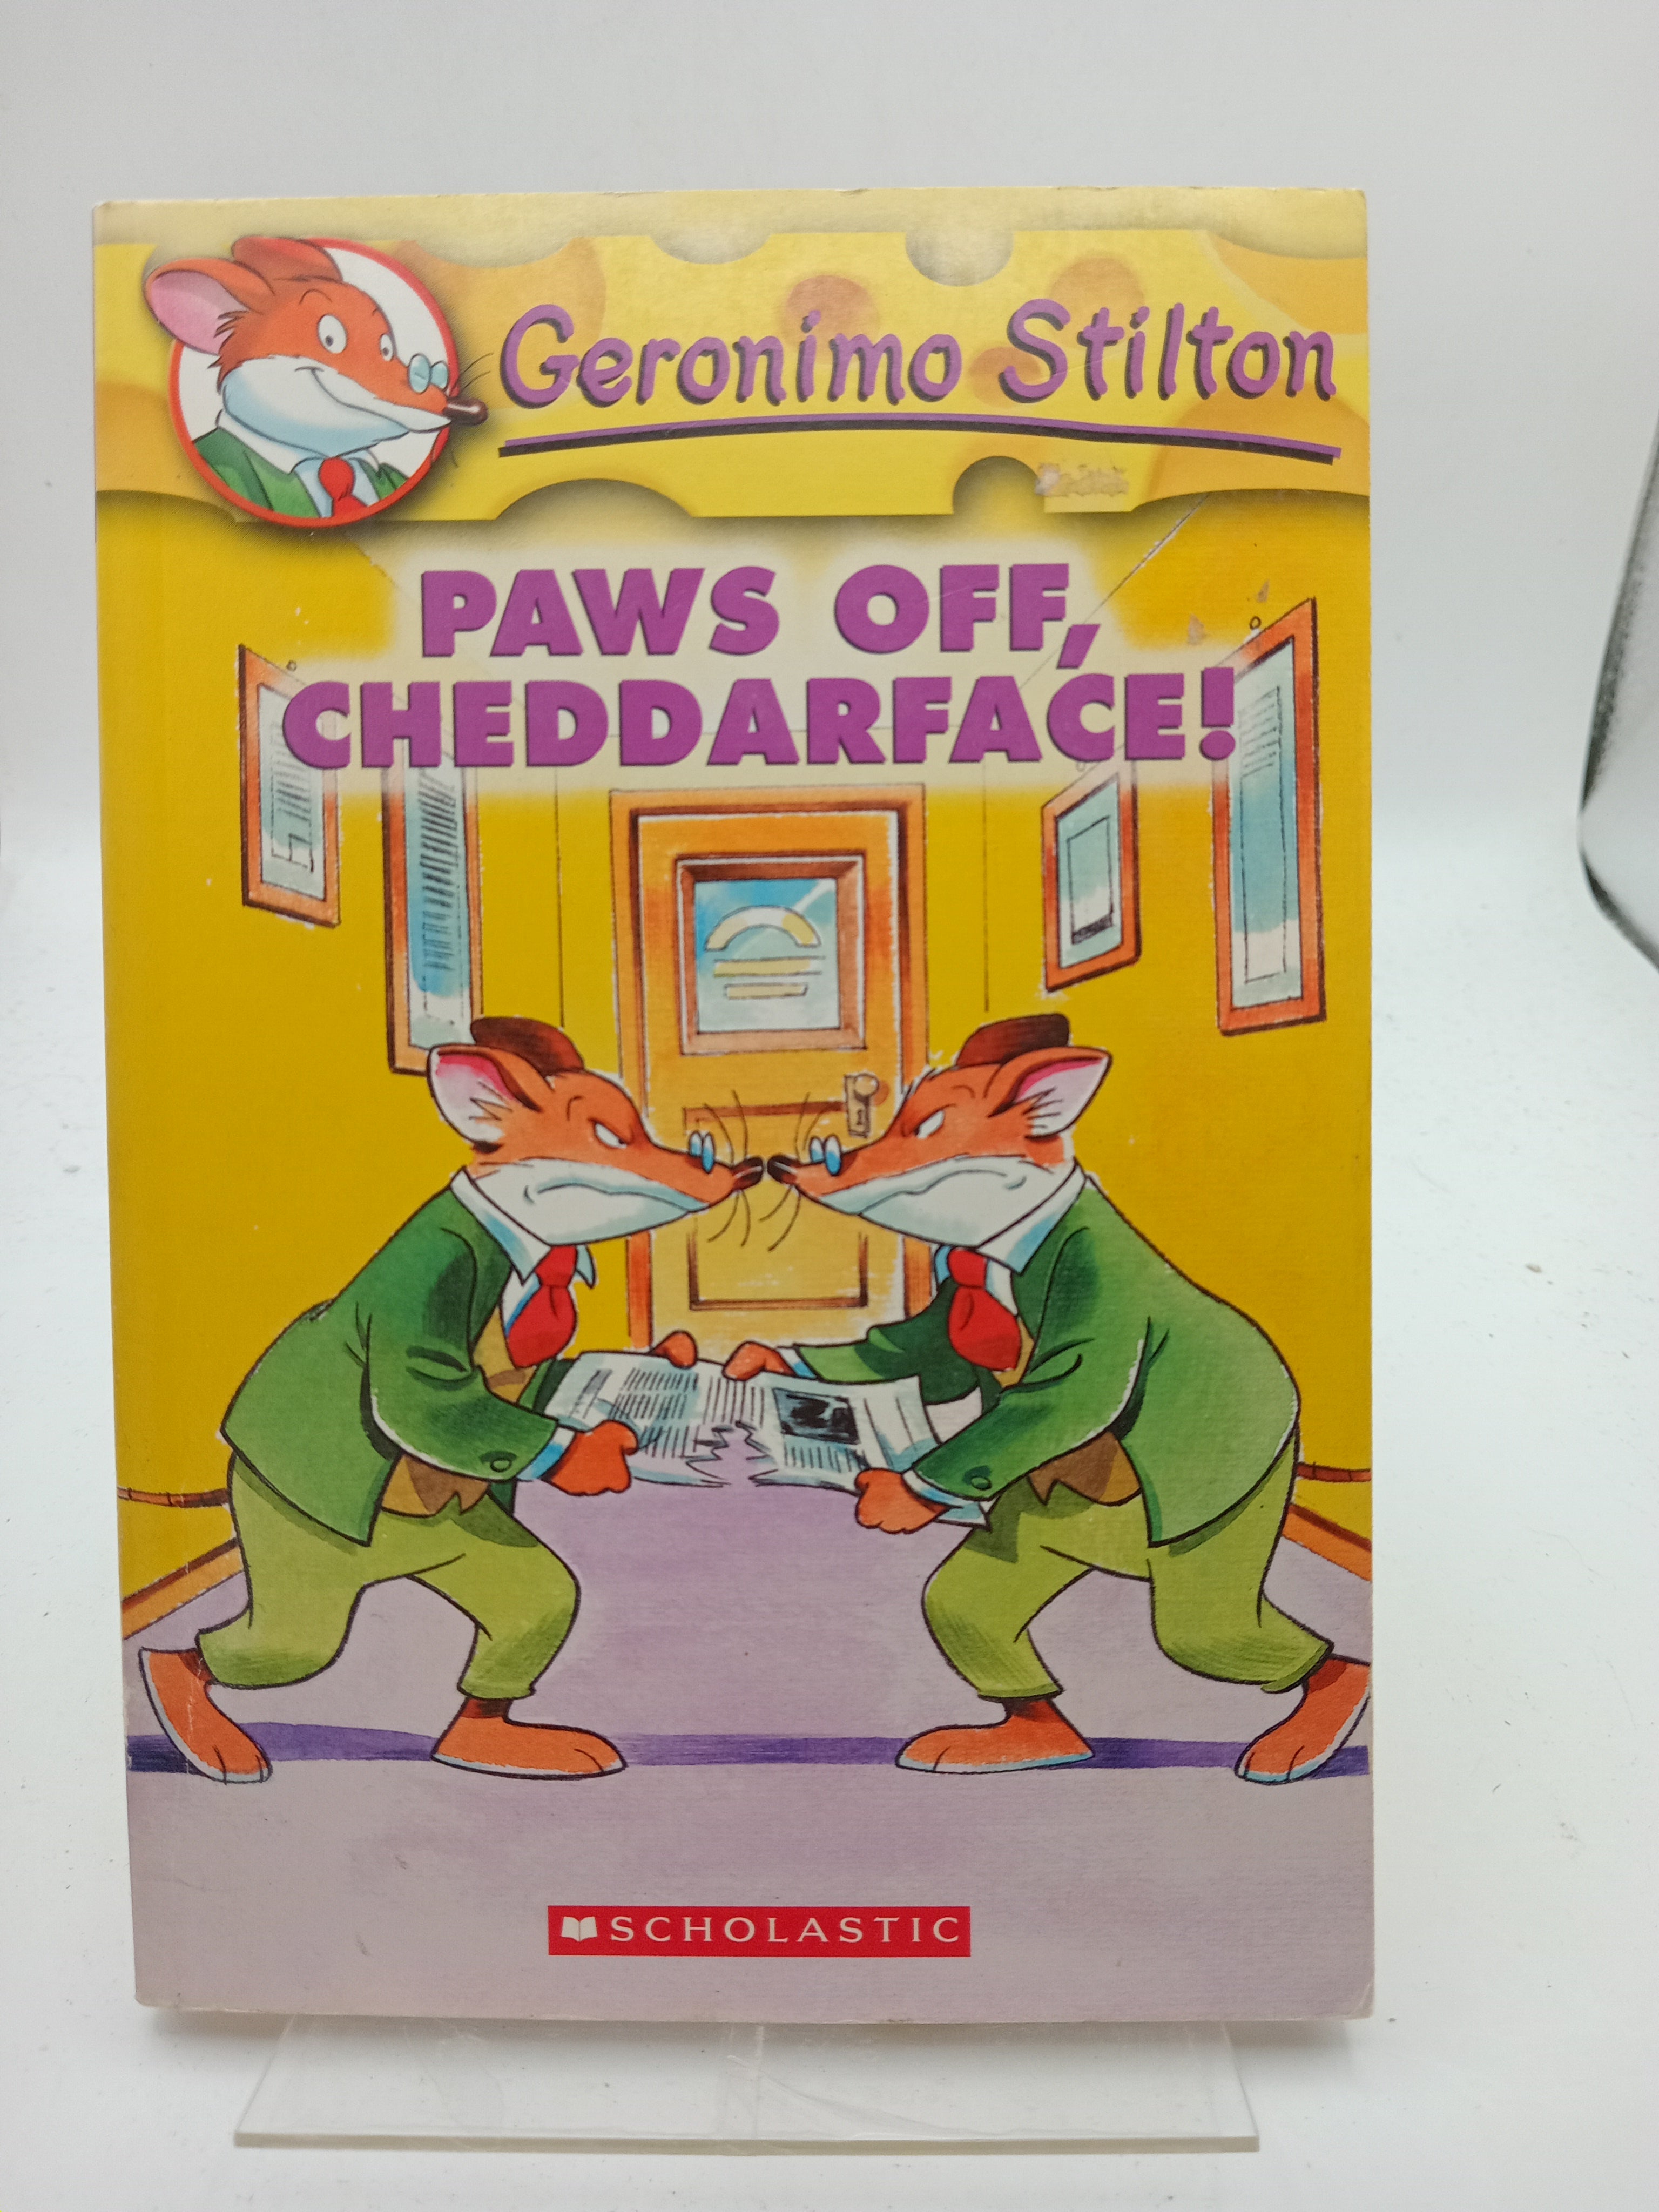 Geronimo Stilton
PAWS OFF,
CHEDDARFACE!
SCHOLASTIC